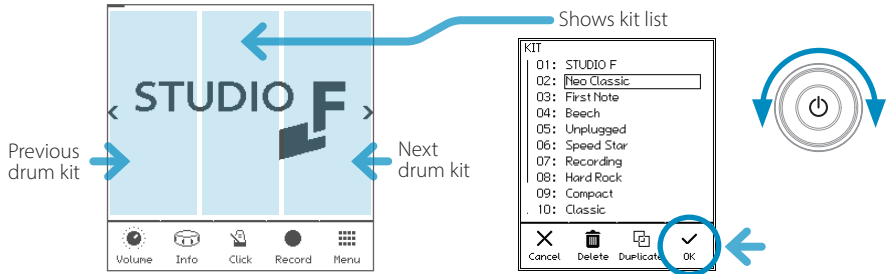 Shows kit list
STUDIO F
Previous
drum kit
Next
drum kit
Volume
Info
Click
Record
Menu
KIT
01: STUDIO F
02: Neo Classic
03: First Note
04: Beech
05: Unplugged
06: Speed Star
07: Recording
08: Hard Rock
09: Compact
10: Classic
Cancel
Delete
Duplicate
OK